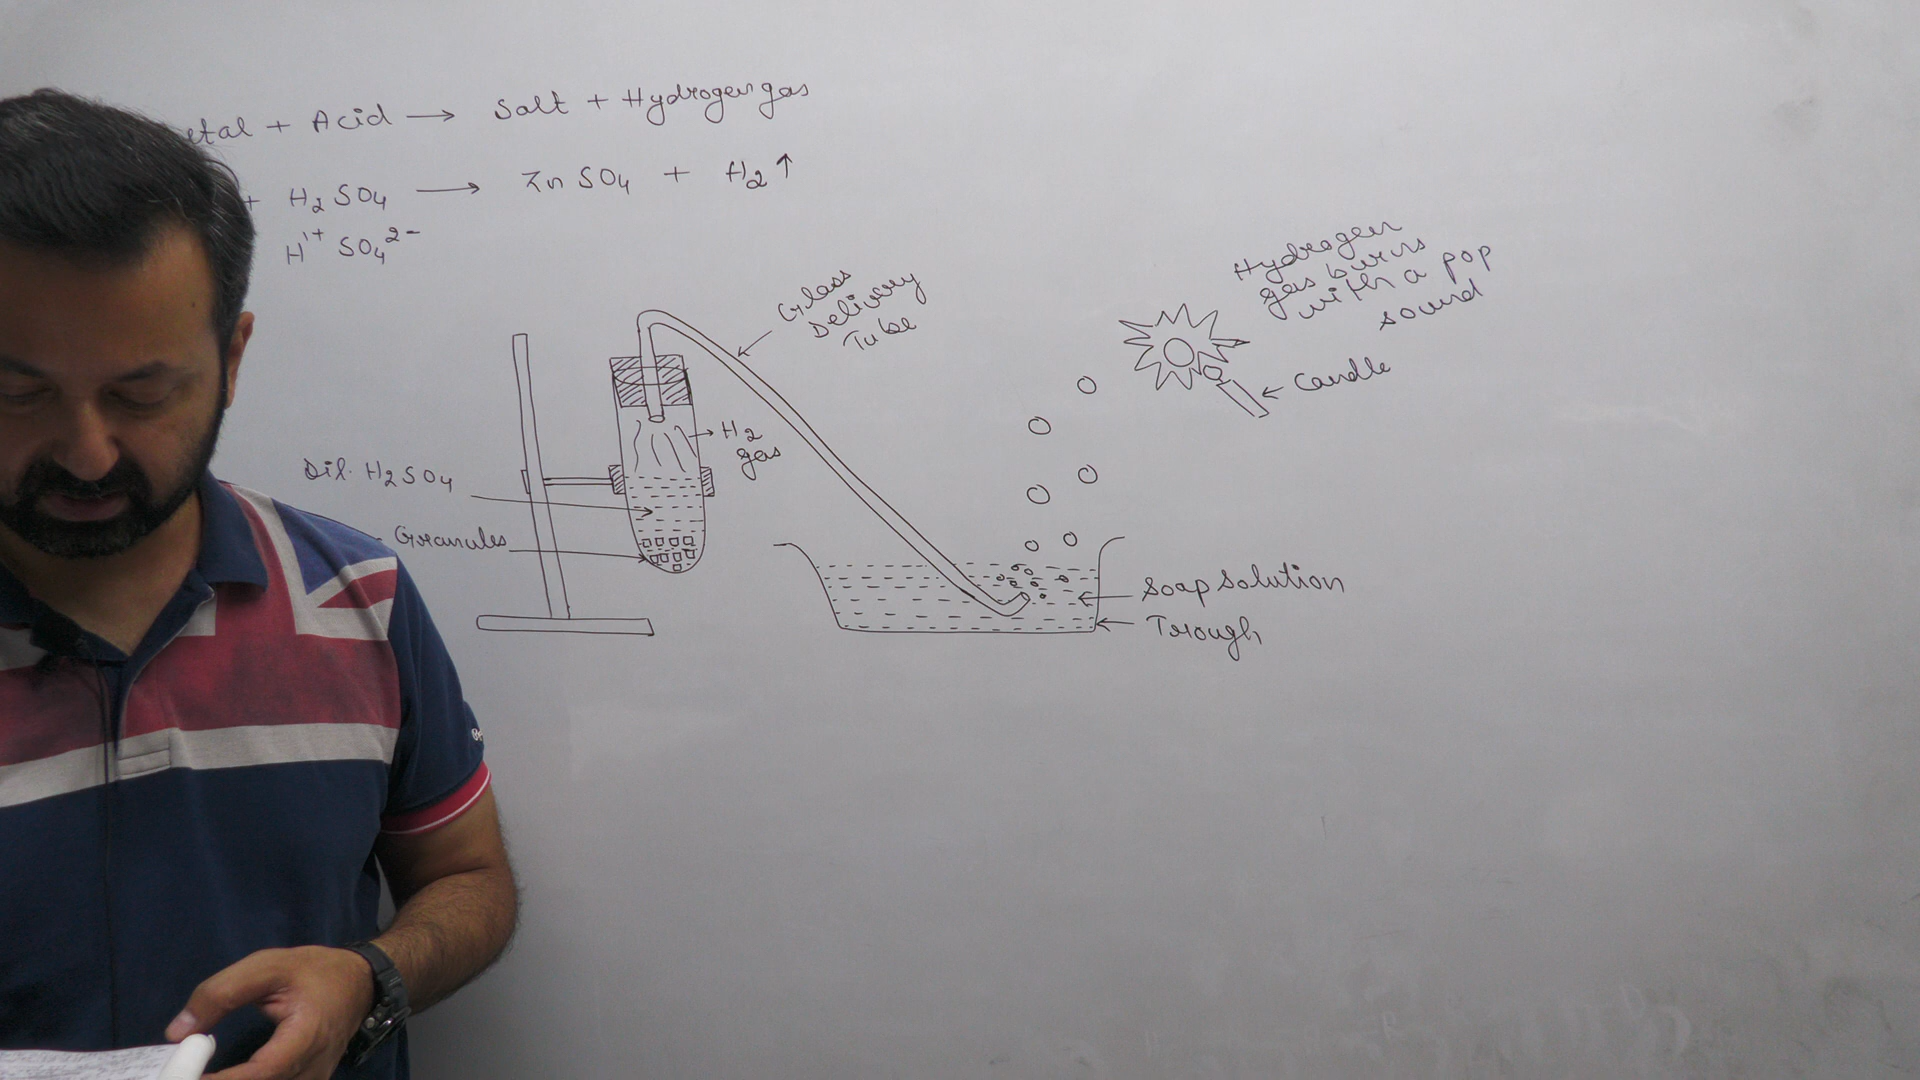 etal + Acid → Salt + Hydrogen gas
+ H₂SO₄ → ZnSO₄ + H₂↑
H¹⁺ SO₄²⁻
Glass
Delivery
Tube
Hydrogen
gas burns
with a pop
sound
Candle
H₂
gas
Dil. H₂SO₄
Granules
Soap solution
Trough